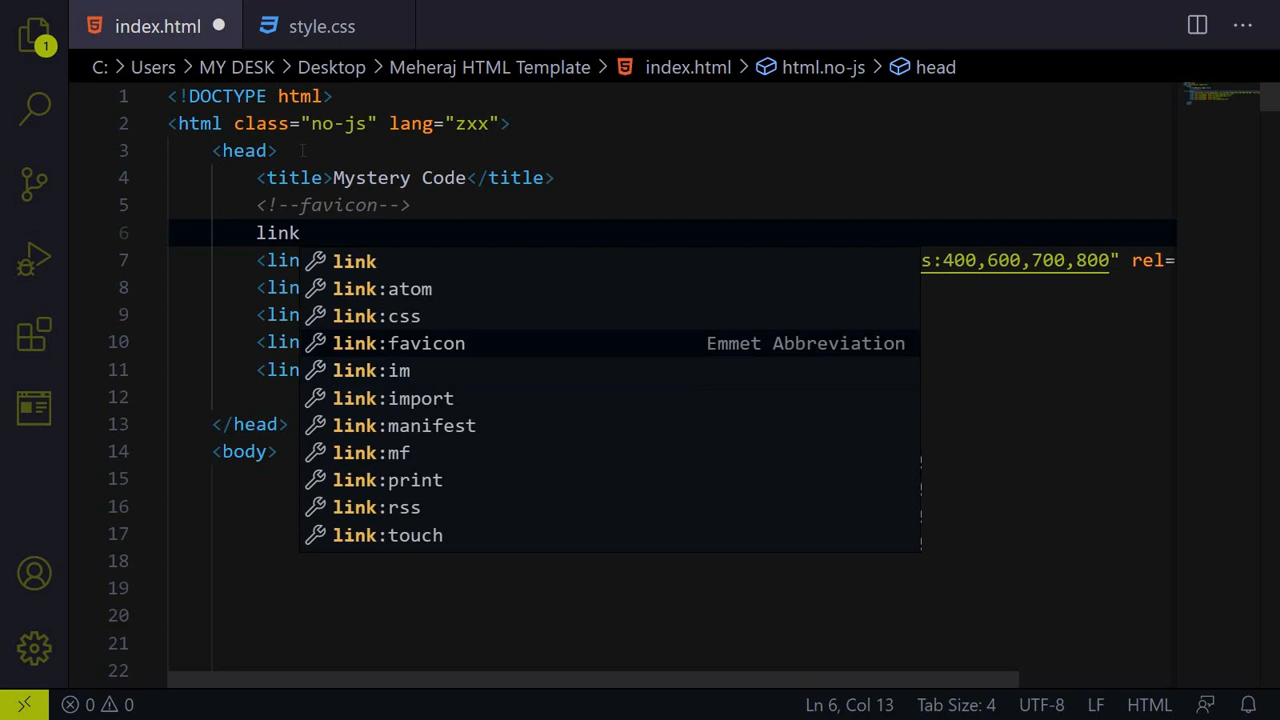 index.html
style.css
1
C: > Users > MY DESK > Desktop > Meheraj HTML Template > index.html > html.no-js > head
1 <!DOCTYPE html>
2 <html class="no-js" lang="zxx">
3 <head>
4 <title>Mystery Code</title>
5 <!--favicon-->
6 link
7 <lin s:400,600,700,800" rel=
8 <lin
9 <lin
10 <lin
11 <lin
12
13 </head>
14 <body>
15
16
17
18
19
20
21
22
link
link:atom
link:css
link:favicon Emmet Abbreviation
link:im
link:import
link:manifest
link:mf
link:print
link:rss
link:touch
0 0 Ln 6, Col 13 Tab Size: 4 UTF-8 LF HTML